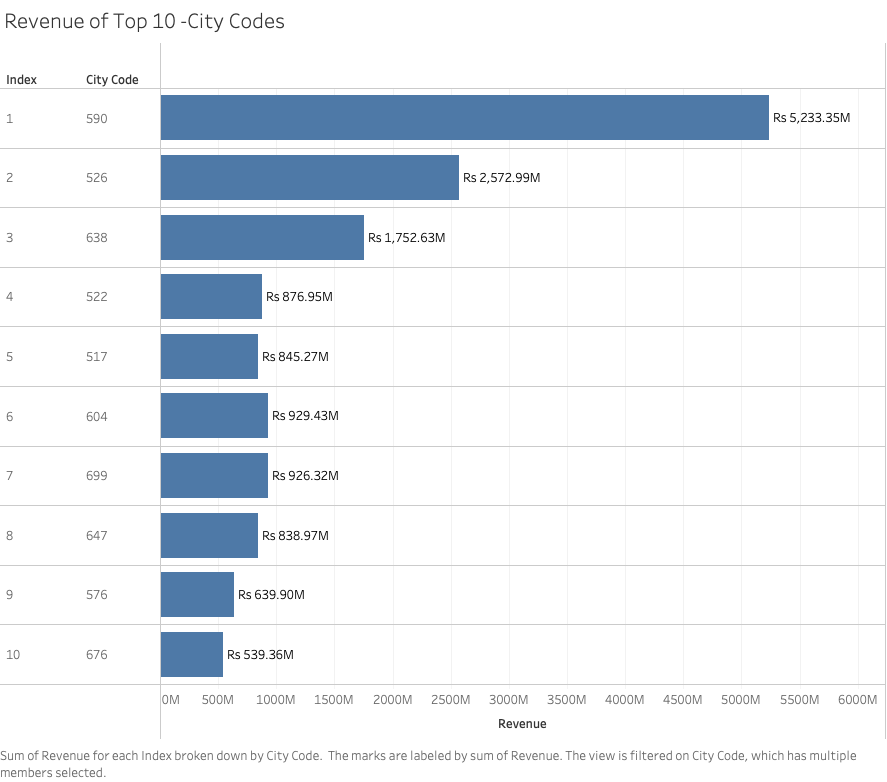 Revenue of Top 10 -City Codes
Index City Code
1 590 Rs 5,233.35M
2 526 Rs 2,572.99M
3 638 Rs 1,752.63M
4 522 Rs 876.95M
5 517 Rs 845.27M
6 604 Rs 929.43M
7 699 Rs 926.32M
8 647 Rs 838.97M
9 576 Rs 639.90M
10 676 Rs 539.36M
0M 500M 1000M 1500M 2000M 2500M 3000M 3500M 4000M 4500M 5000M 5500M 6000M
Revenue
Sum of Revenue for each Index broken down by City Code. The marks are labeled by sum of Revenue. The view is filtered on City Code, which has multiple
members selected.